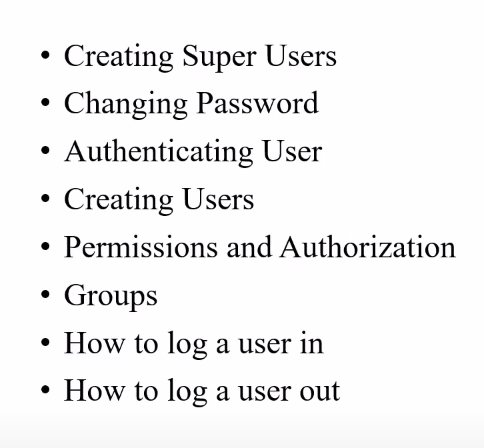 • Creating Super Users
• Changing Password
• Authenticating User
• Creating Users
• Permissions and Authorization
• Groups
• How to log a user in
• How to log a user out